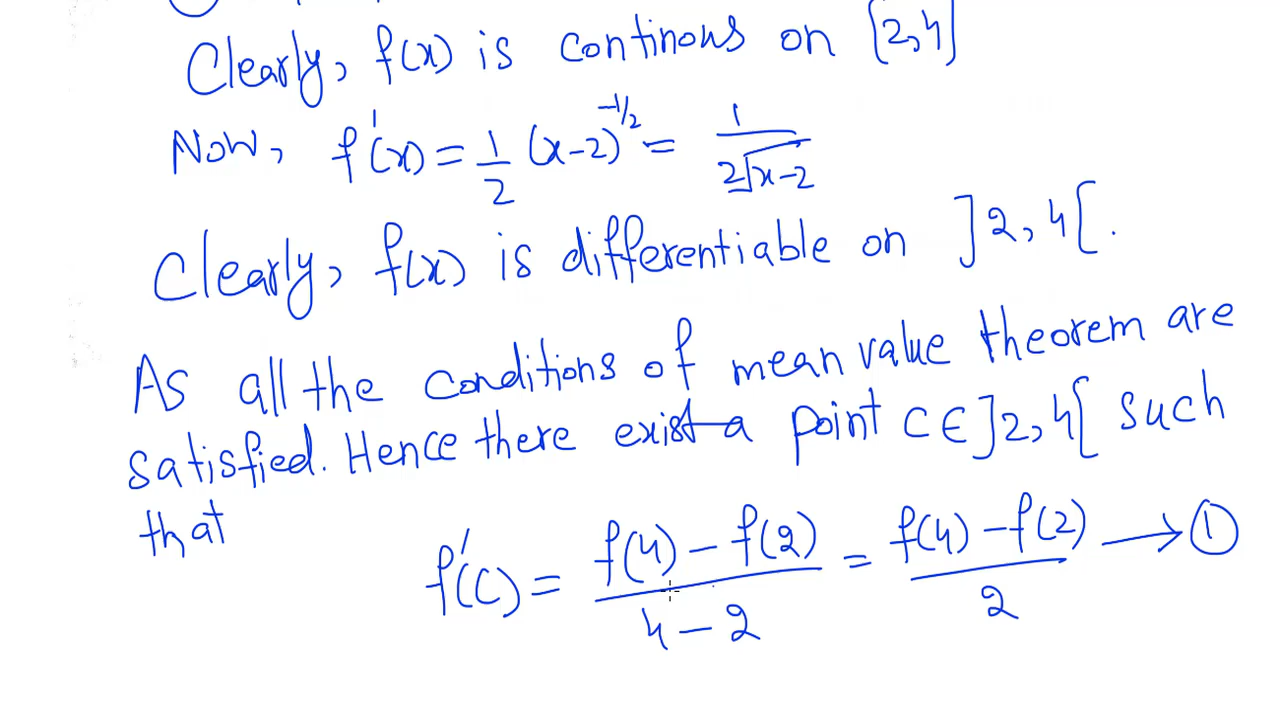 Clearly, f(x) is continous on [2,4]
Now, f'(x) = 1/2 (x-2)^-1/2 = 1/(2√x-2)
Clearly, f(x) is differentiable on ]2,4[.
As all the conditions of mean value theorem are
satisfied. Hence there exist a point C ∈ ]2,4[ such
that
f'(C) = (f(4) - f(2))/(4-2) = (f(4) - f(2))/2 → ①